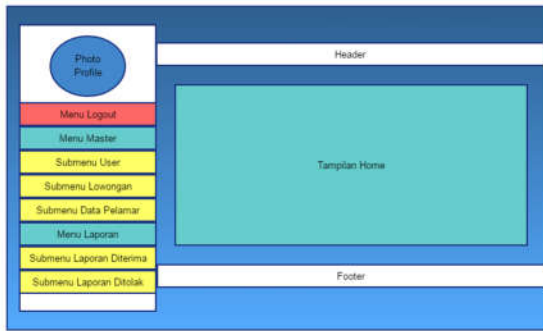 Photo
Profile
Menu Logout
Menu Master
Submenu User
Submenu Lowongan
Submenu Data Pelamar
Menu Laporan
Submenu Laporan Diterima
Submenu Laporan Ditolak
Header
Tampilan Home
Footer